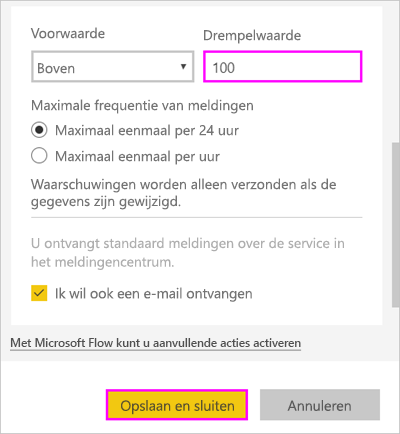 Voorwaarde Drempelwaarde
Boven 100
Maximale frequentie van meldingen
Maximaal eenmaal per 24 uur
Maximaal eenmaal per uur
Waarschuwingen worden alleen verzonden als de
gegevens zijn gewijzigd.
U ontvangt standaard meldingen over de service in
het meldingencentrum.
Ik wil ook een e-mail ontvangen
Met Microsoft Flow kunt u aanvullende acties activeren
Opslaan en sluiten Annuleren